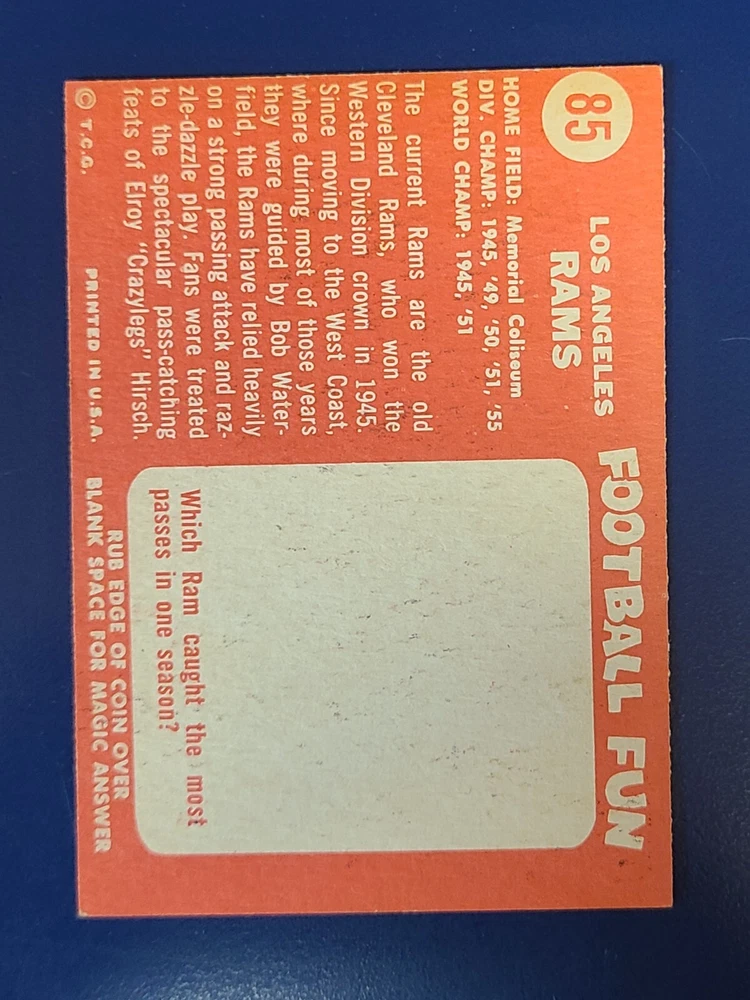 85
LOS ANGELES
RAMS
FOOTBALL FUN
HOME FIELD: Memorial Coliseum
DIV. CHAMP: 1945, '49, '50, '51, '55
WORLD CHAMP: 1945, '51
The current Rams are the old
Cleveland Rams, who won the
Western Division crown in 1945.
Since moving to the West Coast,
where during most of those years
they were guided by Bob Water-
field, the Rams have relied heavily
on a strong passing attack and raz-
zle-dazzle play. Fans were treated
to the spectacular pass-catching
feats of Elroy "Crazylegs" Hirsch.
© T.C.G. PRINTED IN U.S.A.
Which Ram caught the most
passes in one season?
RUB EDGE OF COIN OVER
BLANK SPACE FOR MAGIC ANSWER